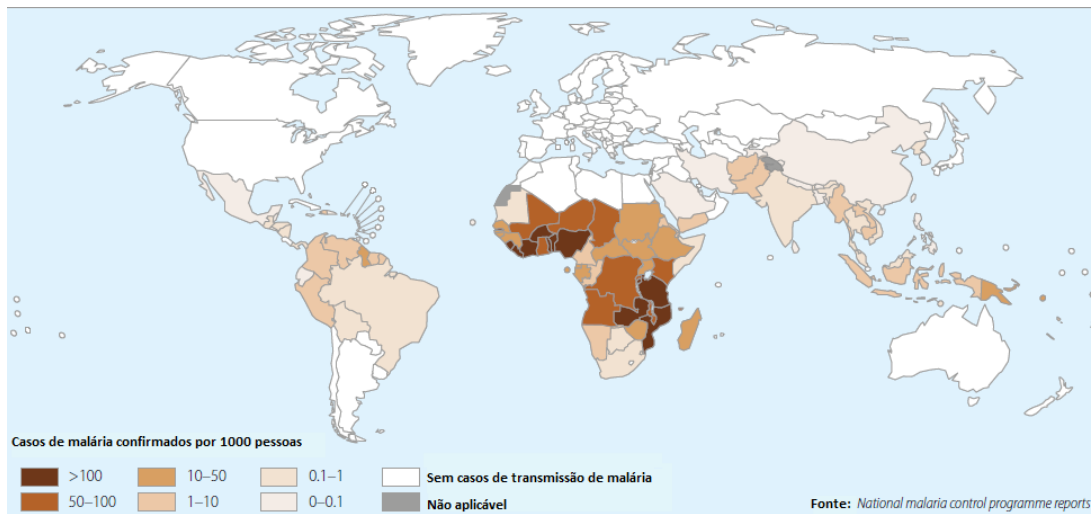 Casos de malária confirmados por 1000 pessoas
>100 10–50 0.1–1 Sem casos de transmissão de malária
50–100 1–10 0–0.1 Não aplicável
Fonte: National malaria control programme reports